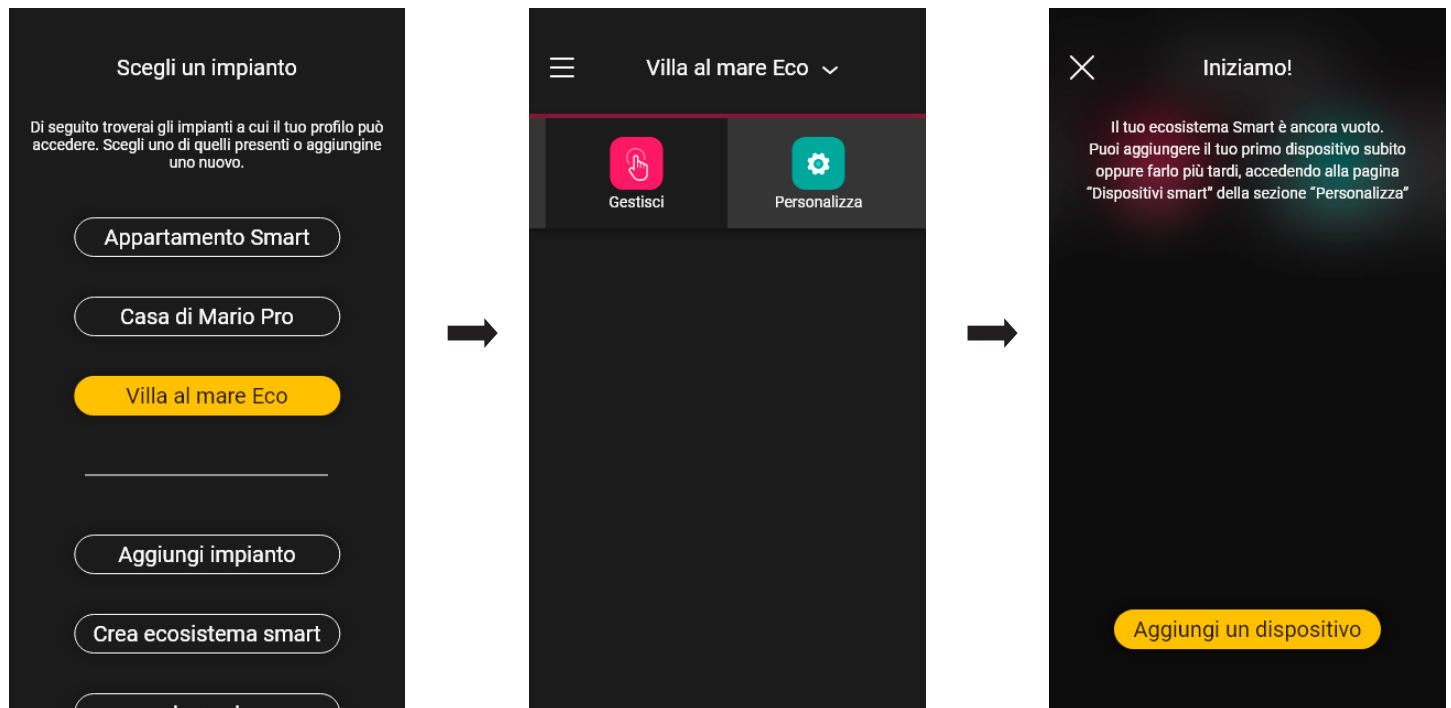 Scegli un impianto
Di seguito troverai gli impianti a cui il tuo profilo può
accedere. Scegli uno di quelli presenti o aggiungine
uno nuovo.
Appartamento Smart
Casa di Mario Pro
Villa al mare Eco
Aggiungi impianto
Crea ecosistema smart
Villa al mare Eco
Gestisci
Personalizza
Iniziamo!
Il tuo ecosistema Smart è ancora vuoto.
Puoi aggiungere il tuo primo dispositivo subito
oppure farlo più tardi, accedendo alla pagina
“Dispositivi smart” della sezione “Personalizza”
Aggiungi un dispositivo